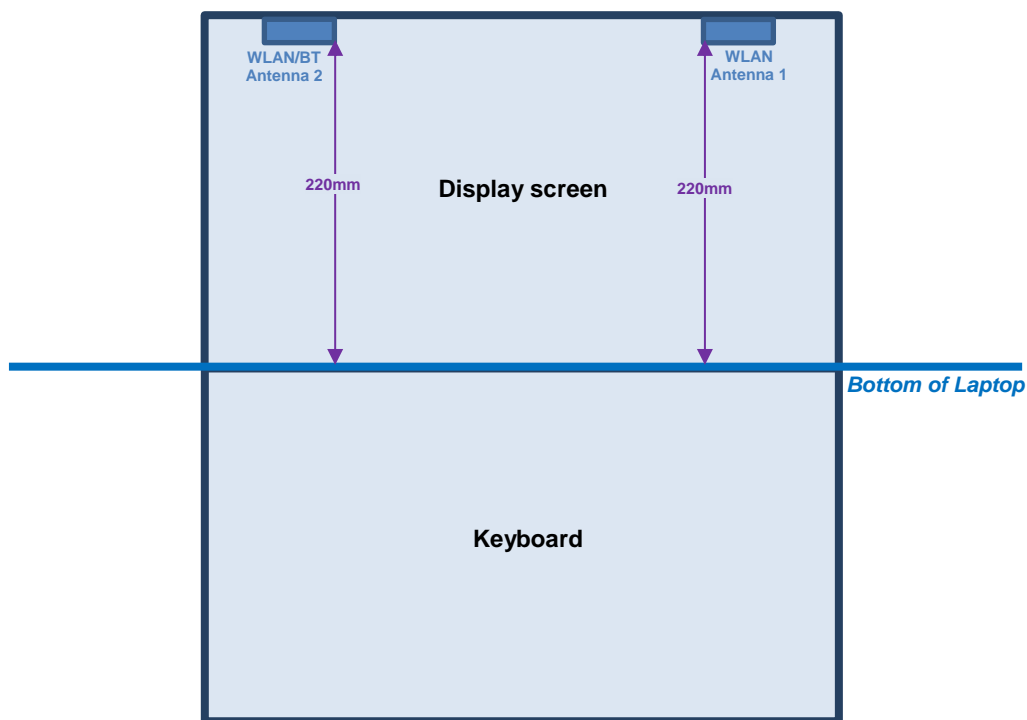 WLAN/BT
Antenna 2
WLAN
Antenna 1
220mm
Display screen
220mm
Bottom of Laptop
Keyboard